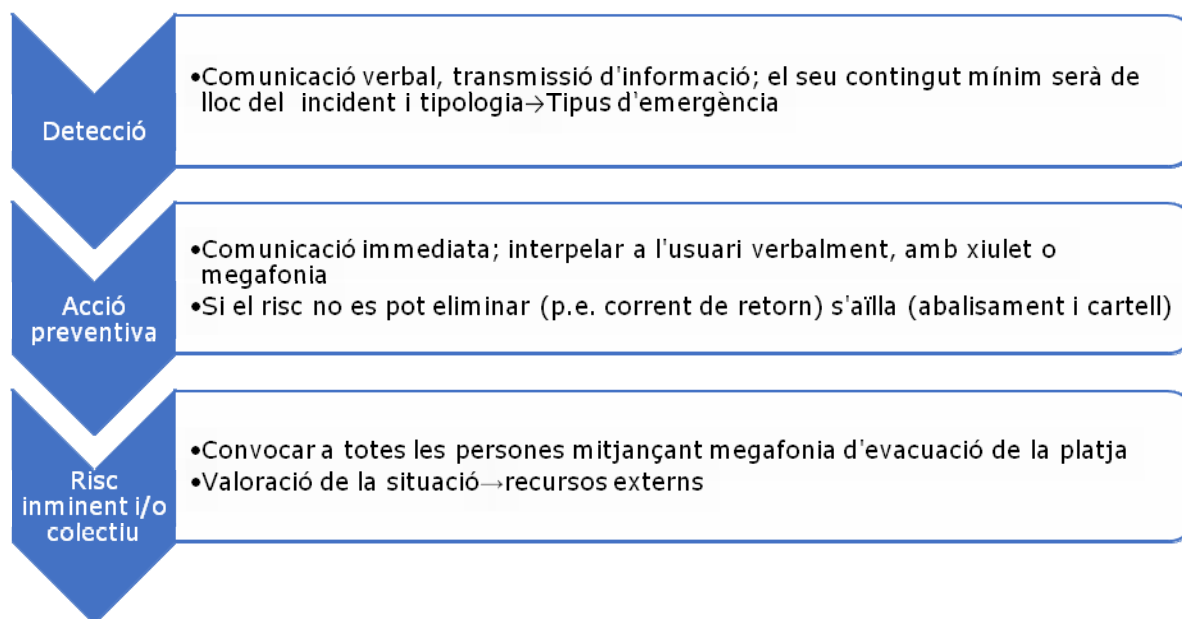 Detecció
•Comunicació verbal, transmissió d'informació; el seu contingut mínim serà de
lloc del  incident i tipologia→Tipus d'emergència
Acció
preventiva
•Comunicació immediata; interpelar a l'usuari verbalment, amb xiulet o
megafonia
•Si el risc no es pot eliminar (p.e. corrent de retorn) s'aïlla (abalisament i cartell)
Risc
inminent i/o
colectiu
•Convocar a totes les persones mitjançant megafonia d'evacuació de la platja
•Valoració de la situació→recursos externs